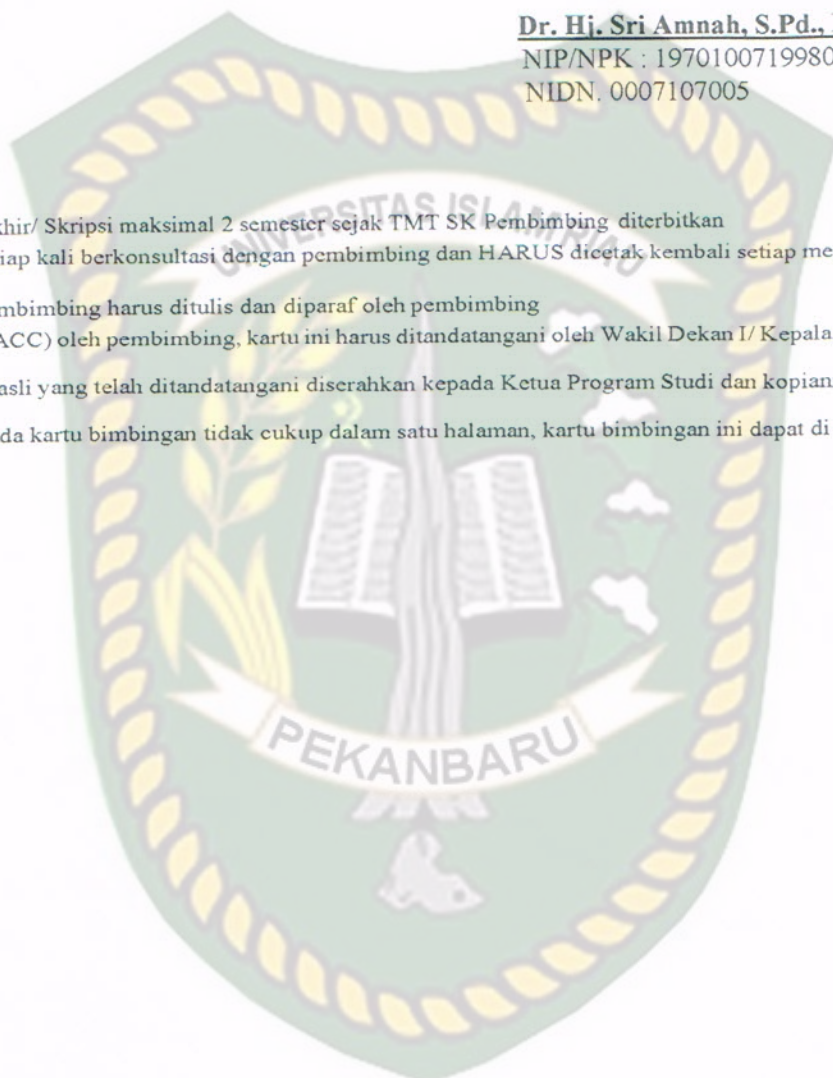 Dr. Hj. Sri Amnah, S.Pd.,
NIP/NPK : 1970100719980
NIDN. 0007107005
khir/ Skripsi maksimal 2 semester sejak TMT SK Pembimbing diterbitkan
iap kali berkonsultasi dengan pembimbing dan HARUS dicetak kembali setiap me
mbimbing harus ditulis dan diparaf oleh pembimbing
ACC) oleh pembimbing, kartu ini harus ditandatangani oleh Wakil Dekan I/ Kepala
asli yang telah ditandatangani diserahkan kepada Ketua Program Studi dan kopian
da kartu bimbingan tidak cukup dalam satu halaman, kartu bimbingan ini dapat di
UNIVERSITAS ISLAM RIAU
PEKANBARU